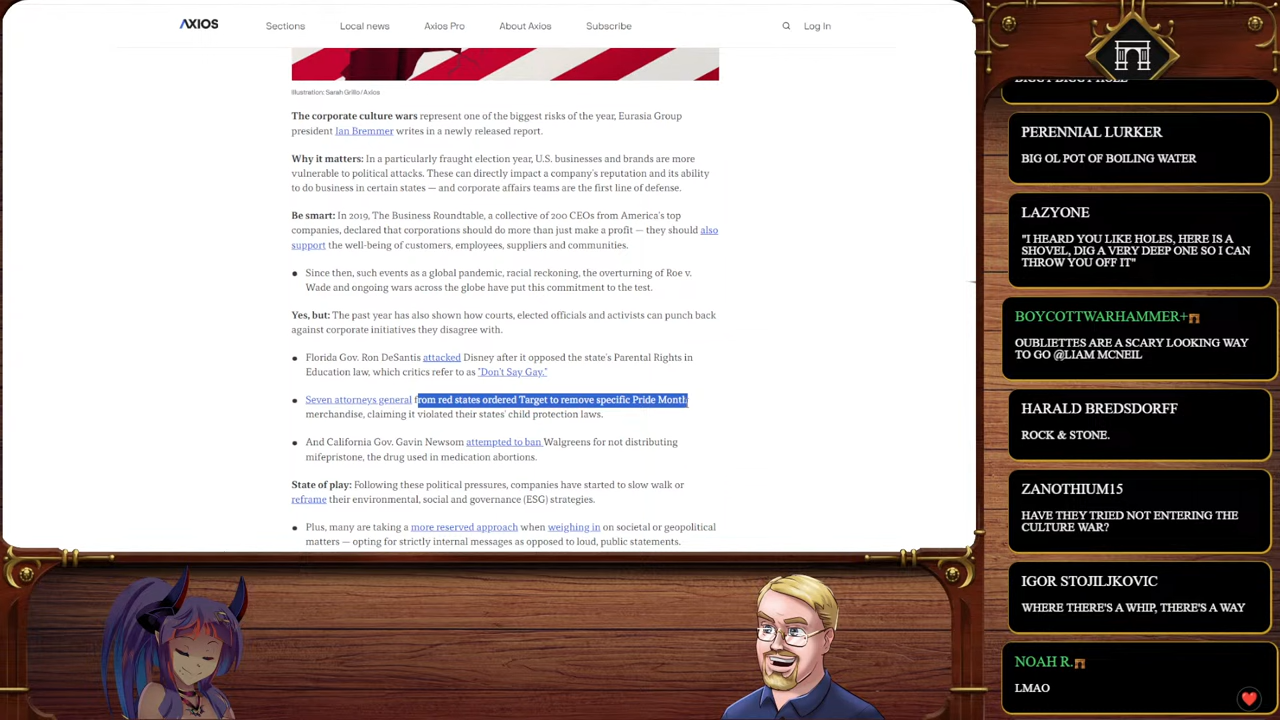 AXIOS
Sections
Local news
Axios Pro
About Axios
Subscribe
Log In
Illustration: Sarah Grillo/Axios
The corporate culture wars represent one of the biggest risks of the year, Eurasia Group
president Ian Bremmer writes in a newly released report.
Why it matters: In a particularly fraught election year, U.S. businesses and brands are more
vulnerable to political attacks. These can directly impact a company's reputation and its ability
to do business in certain states — and corporate affairs teams are the first line of defense.
Be smart: In 2019, The Business Roundtable, a collective of 200 CEOs from America's top
companies, declared that corporations should do more than just make a profit — they should also
support the well-being of customers, employees, suppliers and communities.
Since then, such events as a global pandemic, racial reckoning, the overturning of Roe v.
Wade and ongoing wars across the globe have put this commitment to the test.
Yes, but: The past year has also shown how courts, elected officials and activists can punch back
against corporate initiatives they disagree with.
Florida Gov. Ron DeSantis attacked Disney after it opposed the state's Parental Rights in
Education law, which critics refer to as "Don't Say Gay."
Seven attorneys general from red states ordered Target to remove specific Pride Month
merchandise, claiming it violated their states' child protection laws.
And California Gov. Gavin Newsom attempted to ban Walgreens for not distributing
mifepristone, the drug used in medication abortions.
State of play: Following these political pressures, companies have started to slow walk or
reframe their environmental, social and governance (ESG) strategies.
Plus, many are taking a more reserved approach when weighing in on societal or geopolitical
matters — opting for strictly internal messages as opposed to loud, public statements.
PERENNIAL LURKER
BIG OL POT OF BOILING WATER
LAZYONE
"I HEARD YOU LIKE HOLES, HERE IS A
SHOVEL, DIG A VERY DEEP ONE SO I CAN
THROW YOU OFF IT"
BOYCOTTWARHAMMER+
OUBLIETTES ARE A SCARY LOOKING WAY
TO GO @LIAM MCNEIL
HARALD BREDSDORFF
ROCK & STONE.
ZANOTHIUM15
HAVE THEY TRIED NOT ENTERING THE
CULTURE WAR?
IGOR STOJILJKOVIC
WHERE THERE'S A WHIP, THERE'S A WAY
NOAH R.
LMAO